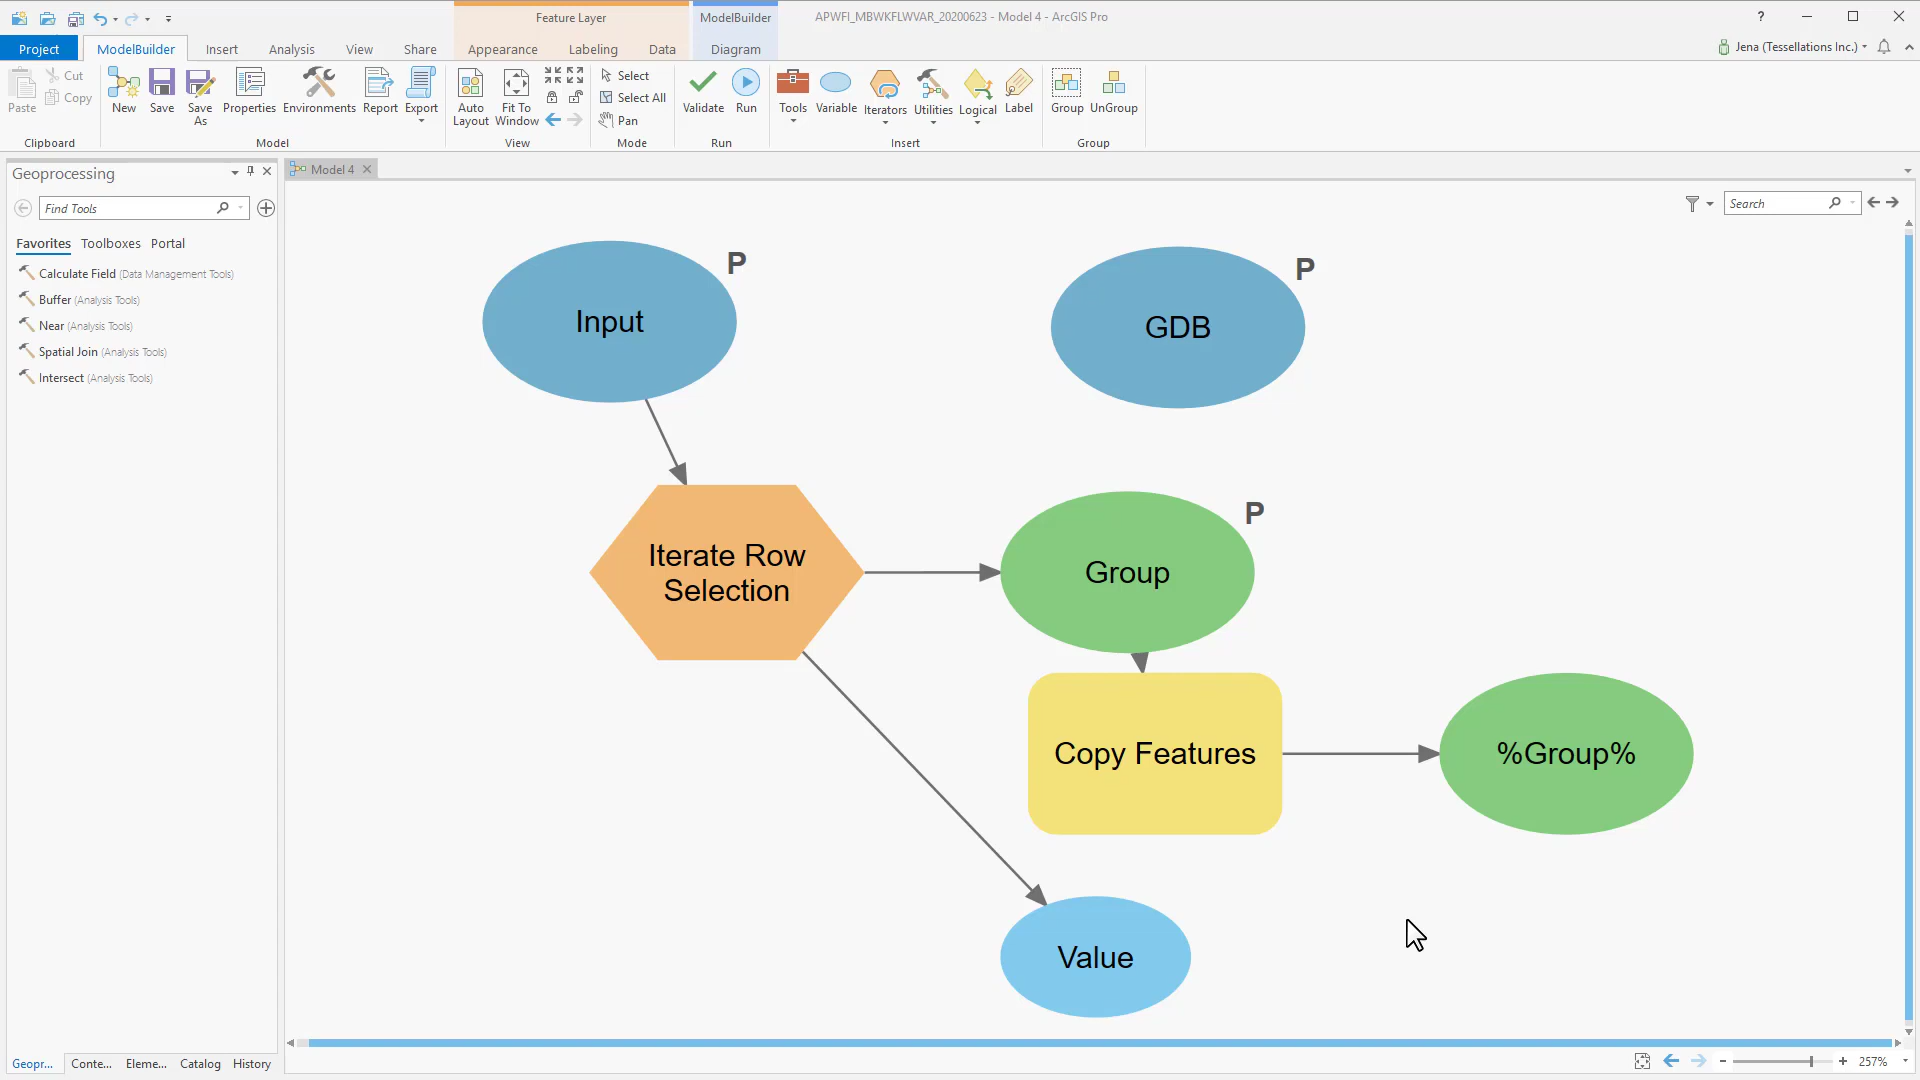 Feature Layer
ModelBuilder
APWFI_MBWKFLWVAR_20200623 - Model 4 - ArcGIS Pro
?
Project
ModelBuilder
Insert
Analysis
View
Share
Appearance
Labeling
Data
Diagram
Jena (Tessellations Inc.)
Paste
Cut
Copy
Clipboard
New
Save
Save
As
Properties
Environments
Report
Export
Model
Auto
Layout
Fit To
Window
View
Select
Select All
Pan
Mode
Validate
Run
Run
Tools
Variable
Iterators
Utilities
Logical
Label
Insert
Group
UnGroup
Group
Geoprocessing
Find Tools
Favorites
Toolboxes
Portal
Calculate Field (Data Management Tools)
Buffer (Analysis Tools)
Near (Analysis Tools)
Spatial Join (Analysis Tools)
Intersect (Analysis Tools)
Model 4
Search
Input
P
GDB
P
Iterate Row
Selection
Group
P
Copy Features
%Group%
Value
Geopr...
Conte...
Eleme...
Catalog
History
257%